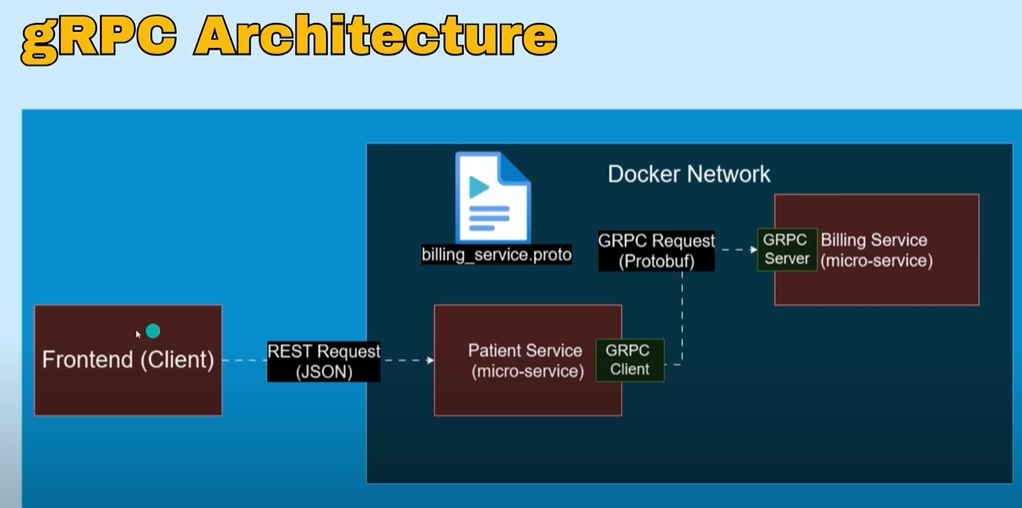 gRPC Architecture
Docker Network
billing_service.proto
GRPC Request
(Protobuf)
GRPC
Server
Billing Service
(micro-service)
Frontend (Client)
REST Request
(JSON)
Patient Service
(micro-service)
GRPC
Client